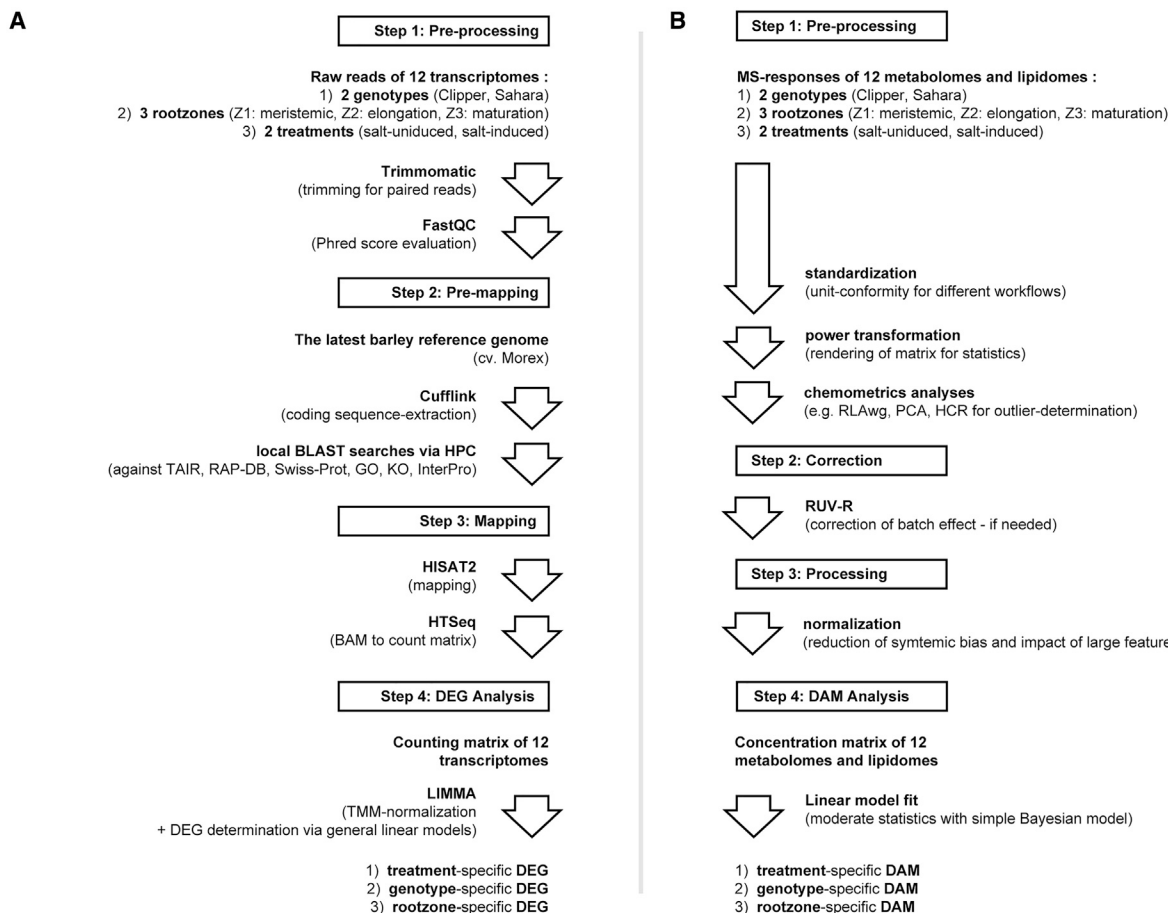 A
Step 1: Pre-processing
Raw reads of 12 transcriptomes :
1) 2 genotypes (Clipper, Sahara)
2) 3 rootzones (Z1: meristemic, Z2: elongation, Z3: maturation)
3) 2 treatments (salt-uniduced, salt-induced)
Trimmomatic
(trimming for paired reads)
FastQC
(Phred score evaluation)
Step 2: Pre-mapping
The latest barley reference genome
(cv. Morex)
Cufflink
(coding sequence-extraction)
local BLAST searches via HPC
(against TAIR, RAP-DB, Swiss-Prot, GO, KO, InterPro)
Step 3: Mapping
HISAT2
(mapping)
HTSeq
(BAM to count matrix)
Step 4: DEG Analysis
Counting matrix of 12
transcriptomes
LIMMA
(TMM-normalization
+ DEG determination via general linear models)
1) treatment-specific DEG
2) genotype-specific DEG
3) rootzone-specific DEG
B
Step 1: Pre-processing
MS-responses of 12 metabolomes and lipidomes :
1) 2 genotypes (Clipper, Sahara)
2) 3 rootzones (Z1: meristemic, Z2: elongation, Z3: maturation)
3) 2 treatments (salt-uniduced, salt-induced)
standardization
(unit-conformity for different workflows)
power transformation
(rendering of matrix for statistics)
chemometrics analyses
(e.g. RLAwg, PCA, HCR for outlier-determination)
Step 2: Correction
RUV-R
(correction of batch effect - if needed)
Step 3: Processing
normalization
(reduction of symtemic bias and impact of large feature
Step 4: DAM Analysis
Concentration matrix of 12
metabolomes and lipidomes
Linear model fit
(moderate statistics with simple Bayesian model)
1) treatment-specific DAM
2) genotype-specific DAM
3) rootzone-specific DAM